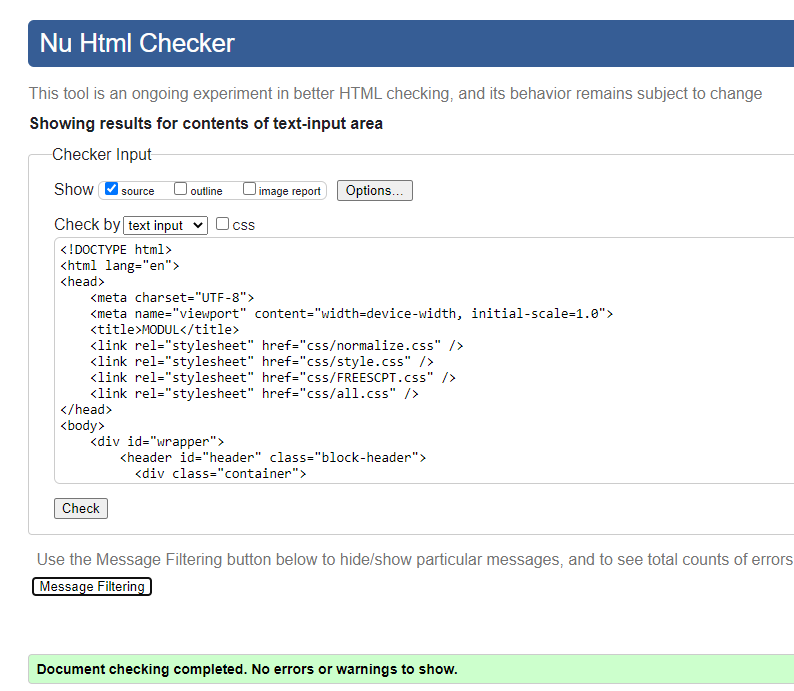 Nu Html Checker
This tool is an ongoing experiment in better HTML checking, and its behavior remains subject to change
Showing results for contents of text-input area
Checker Input
Show source outline image report Options...
Check by text input css
<!DOCTYPE html>
<html lang="en">
<head>
    <meta charset="UTF-8">
    <meta name="viewport" content="width=device-width, initial-scale=1.0">
    <title>MODUL</title>
    <link rel="stylesheet" href="css/normalize.css" />
    <link rel="stylesheet" href="css/style.css" />
    <link rel="stylesheet" href="css/FREESCPT.css" />
    <link rel="stylesheet" href="css/all.css" />
</head>
<body>
    <div id="wrapper">
        <header id="header" class="block-header">
          <div class="container">
Check
Use the Message Filtering button below to hide/show particular messages, and to see total counts of errors
Message Filtering
Document checking completed. No errors or warnings to show.